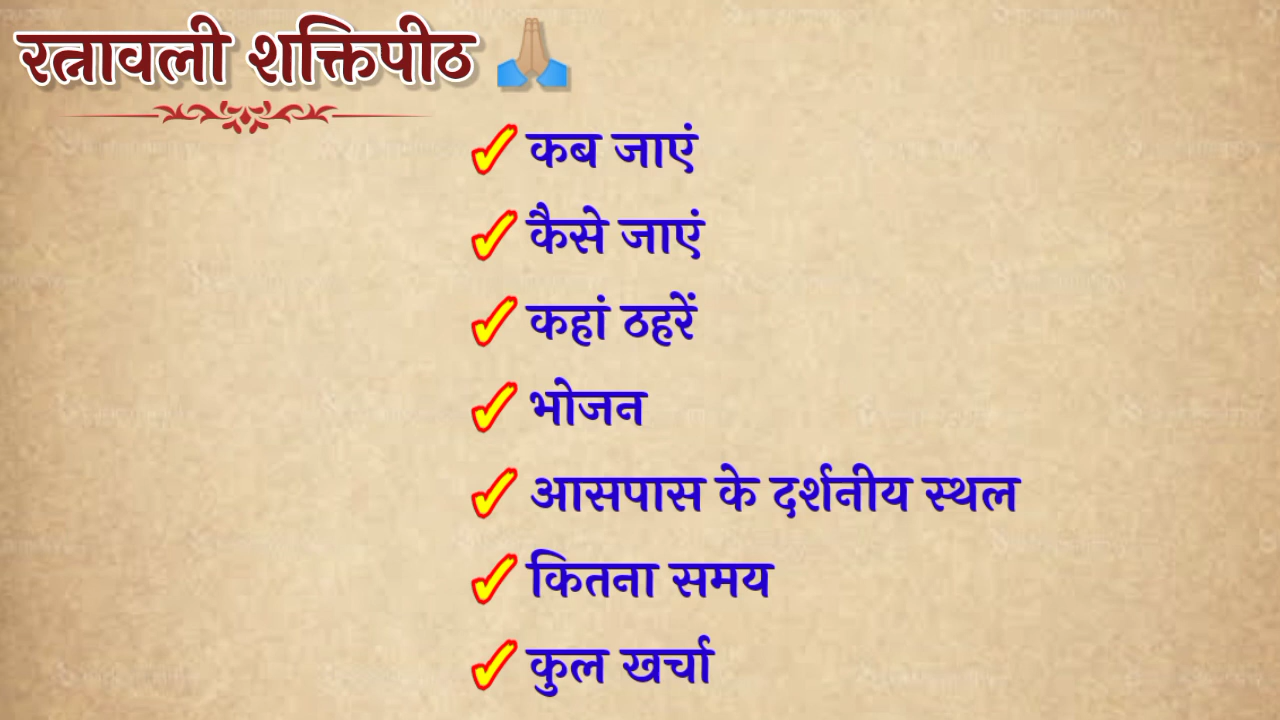 रत्नावली शक्तिपीठ
कब जाएं
कैसे जाएं
कहां ठहरें
भोजन
आसपास के दर्शनीय स्थल
कितना समय
कुल खर्चा